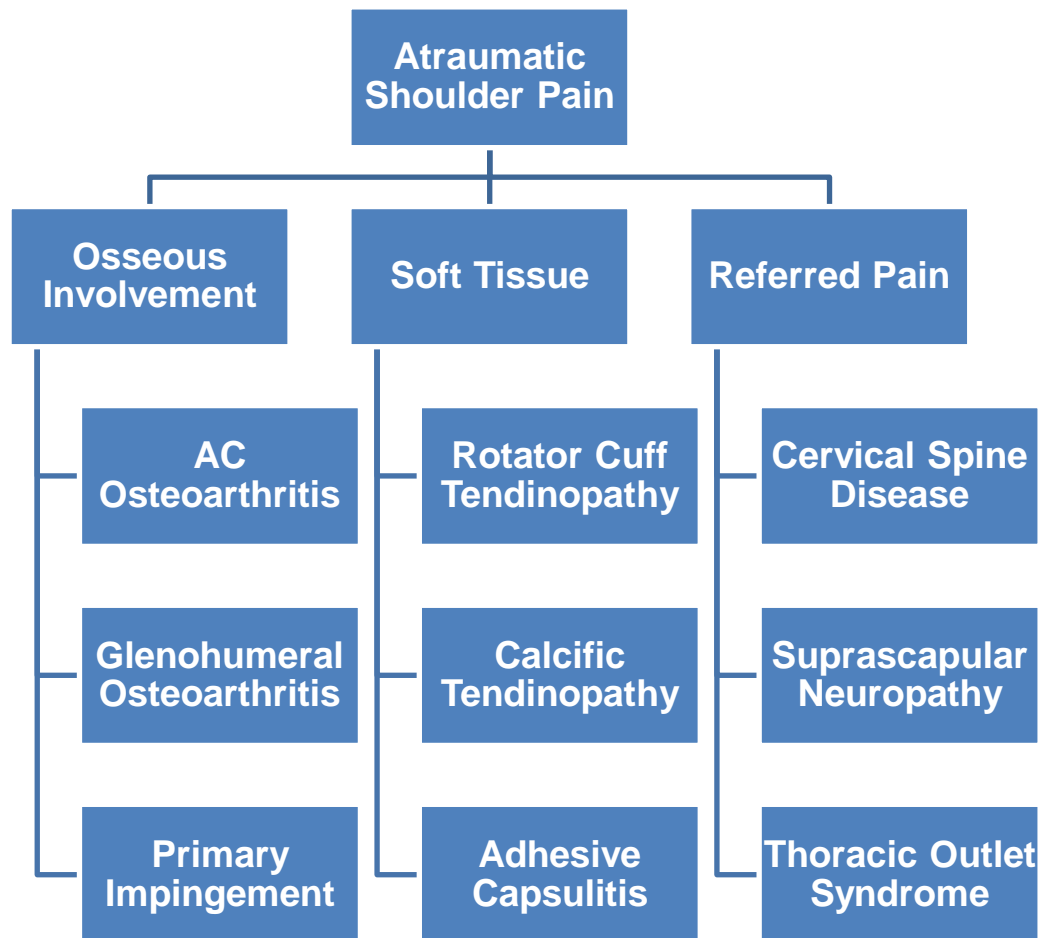 Atraumatic
Shoulder Pain
Osseous
Involvement
Soft Tissue
Referred Pain
AC
Osteoarthritis
Rotator Cuff
Tendinopathy
Cervical Spine
Disease
Glenohumeral
Osteoarthritis
Calcific
Tendinopathy
Suprascapular
Neuropathy
Primary
Impingement
Adhesive
Capsulitis
Thoracic Outlet
Syndrome